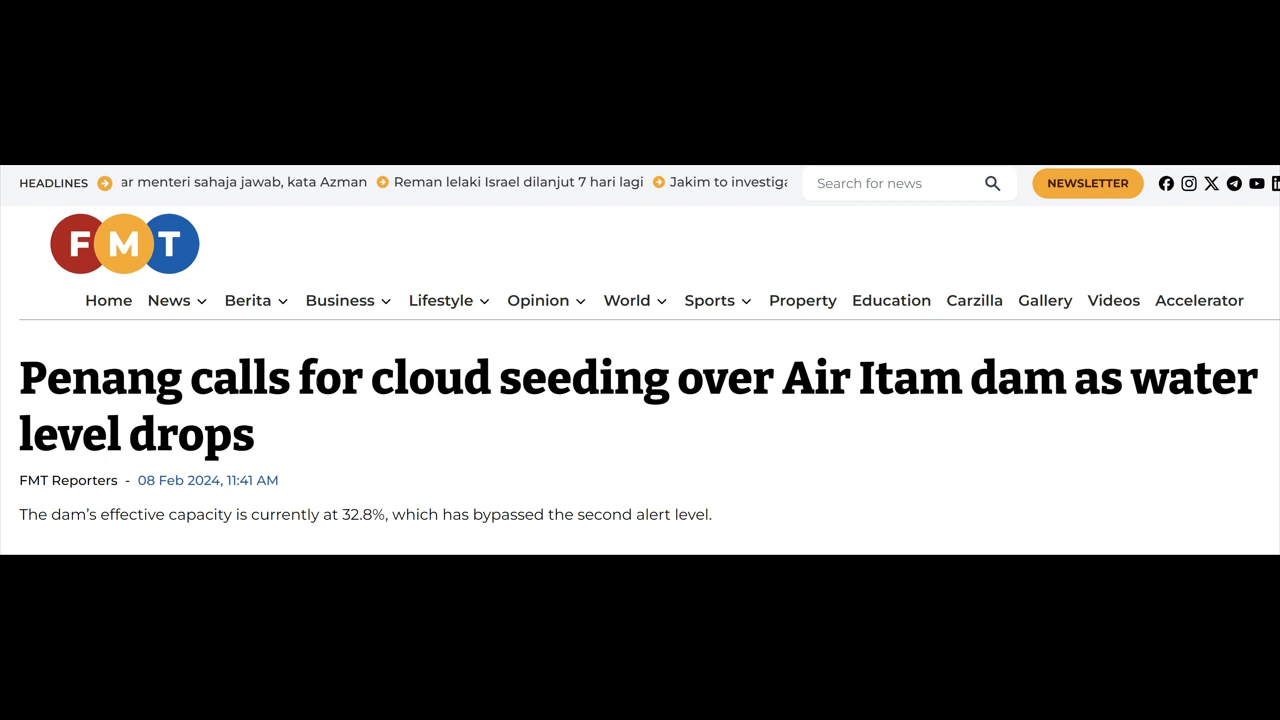 HEADLINES ar menteri sahaja jawab, kata Azman Reman lelaki Israel dilanjut 7 hari lagi Jakim to Search for news NEWSLETTER
FMT
Home News Berita Business Lifestyle Opinion World Sports Property Education Carzilla Gallery Videos Accelerator
Penang calls for cloud seeding over Air Itam dam as water
level drops
FMT Reporters - 08 Feb 2024, 11:41 AM
The dam's effective capacity is currently at 32.8%, which has bypassed the second alert level.